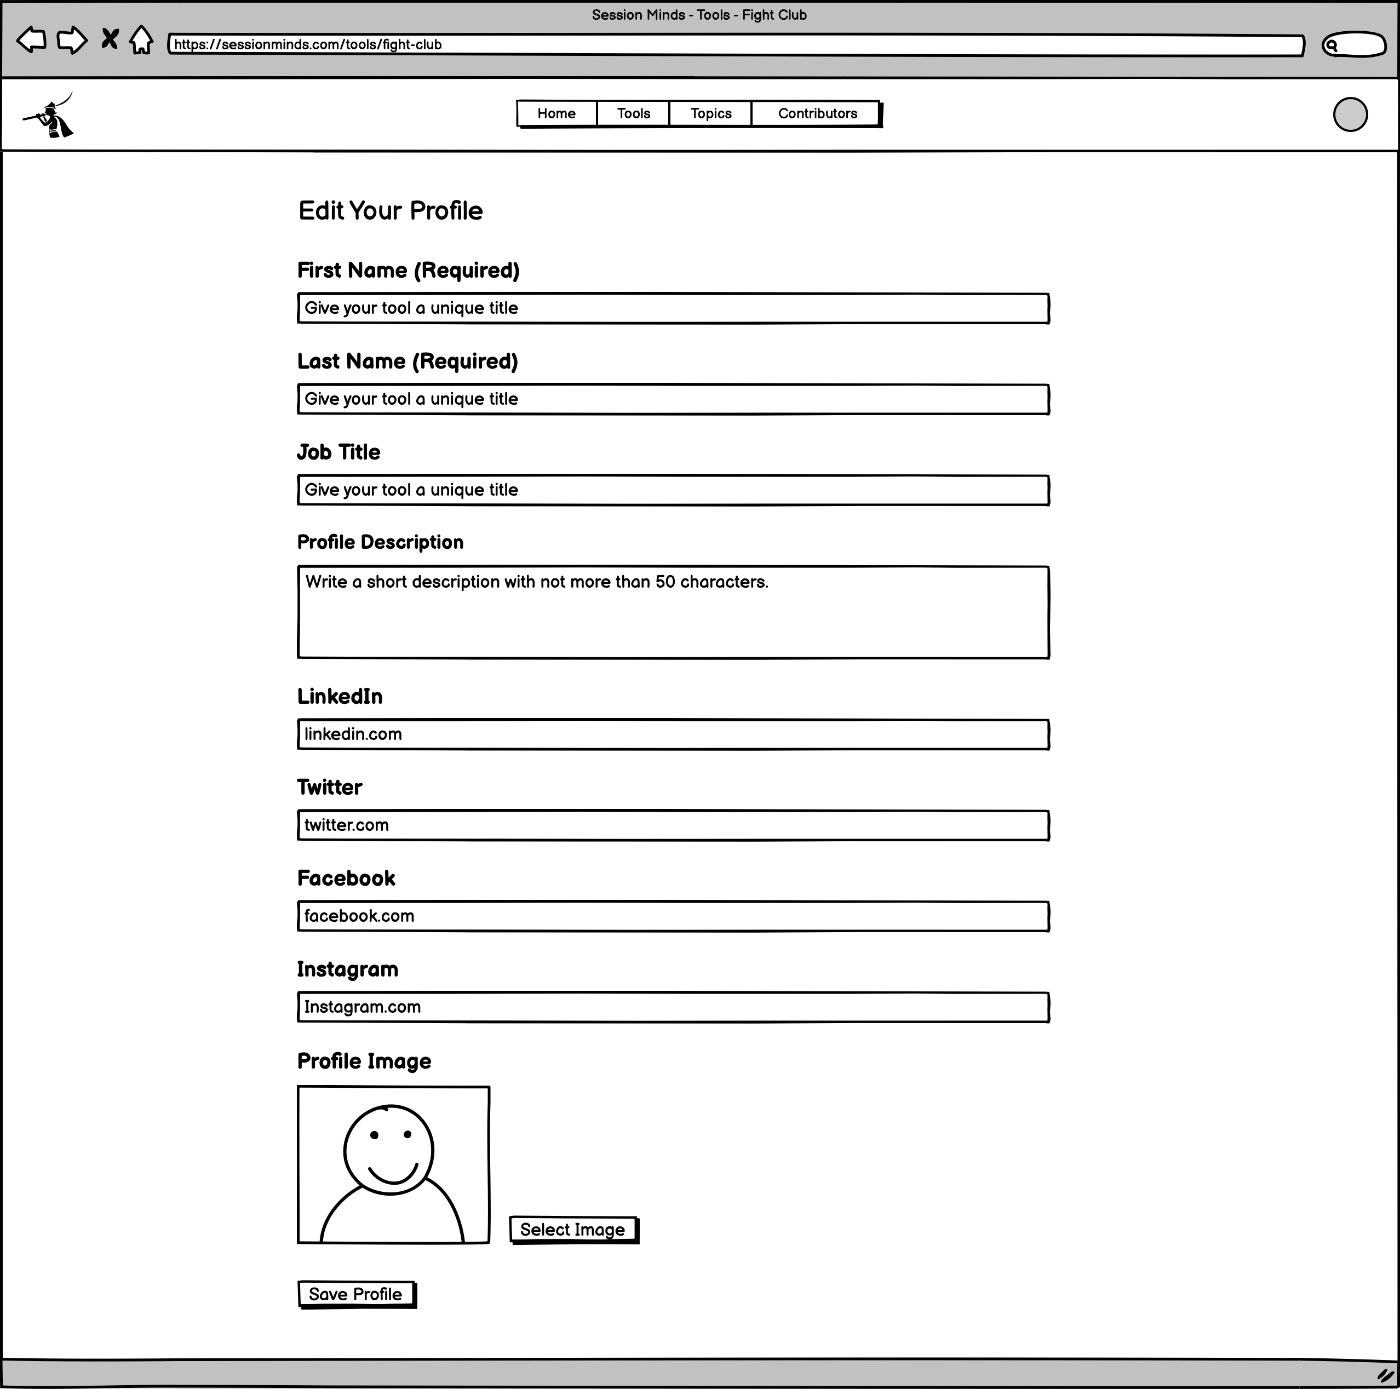 Session Minds - Tools - Fight Club
https://sessionminds.com/tools/fight-club
Home Tools Topics Contributors
Edit Your Profile
First Name (Required)
Give your tool a unique title
Last Name (Required)
Give your tool a unique title
Job Title
Give your tool a unique title
Profile Description
Write a short description with not more than 50 characters.
LinkedIn
linkedin.com
Twitter
twitter.com
Facebook
facebook.com
Instagram
Instagram.com
Profile Image
Select Image
Save Profile